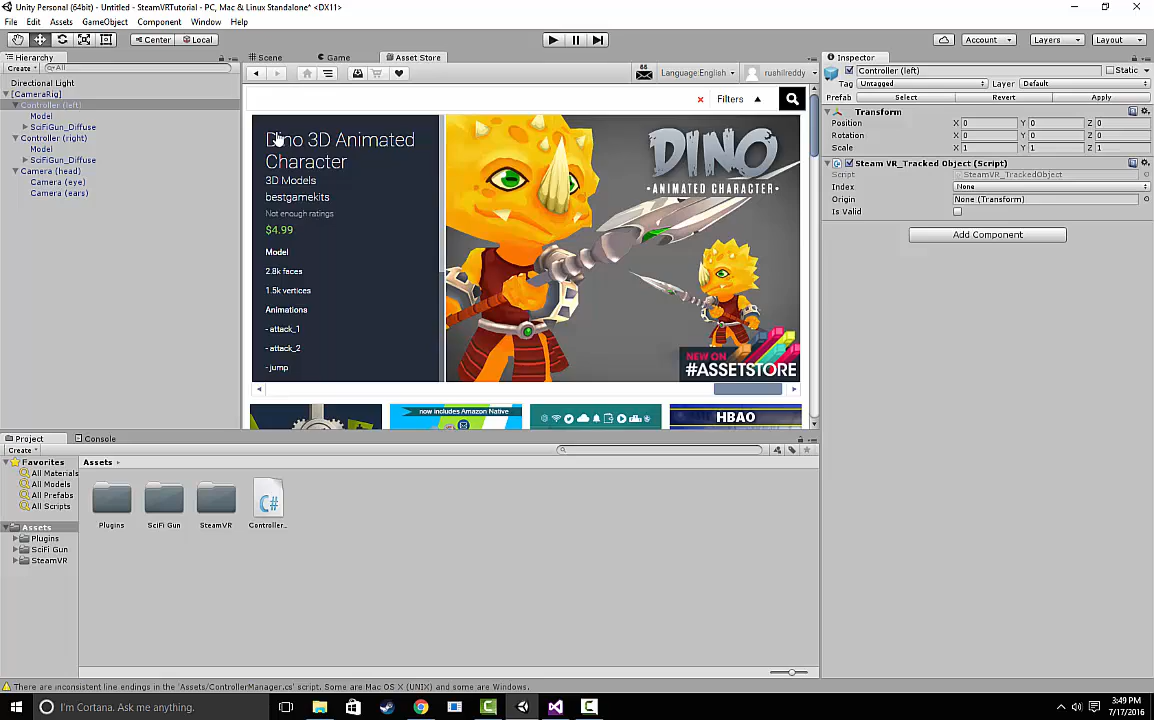 Unity Personal (64bit) - Untitled - SteamVRTutorial - PC, Mac & Linux Standalone* <DX11>
File Edit Assets GameObject Component Window Help
Center Local Account Layers Layout
Hierarchy
Create All
Directional Light
[CameraRig]
Controller (left)
Model
SciFiGun_Diffuse
Controller (right)
Model
SciFiGun_Diffuse
Camera (head)
Camera (eye)
Camera (ears)
Scene Game Asset Store
66 Language:English ruahilreddy
Filters
Dino 3D Animated
Character
3D Models
bestgamekits
Not enough ratings
$4.99
Model
2.8k faces
1.5k vertices
Animations
- attack_1
- attack_2
- jump
DINO
•ANIMATED CHARACTER•
NEW ON
#ASSETSTORE
now includes Amazon Native
HBAO
Inspector
Controller (left) Static
Tag Untagged Layer Default
Prefab Select Revert Apply
Transform
Position X 0 Y 0 Z 0
Rotation X 0 Y 0 Z 0
Scale X 1 Y 1 Z 1
Steam VR_Tracked Object (Script)
Script SteamVR_TrackedObject
Index None
Origin None (Transform)
Is Valid
Add Component
Project Console
Create
Favorites
All Materials
All Models
All Prefabs
All Scripts
Assets
Plugins
SciFi Gun
SteamVR
Assets
C#
Plugins SciFi Gun SteamVR Controller...
There are inconsistent line endings in the 'Assets/ControllerManager.cs' script. Some are Mac OS X (UNIX) and some are Windows.
I'm Cortana. Ask me anything.
3:49 PM
7/17/2016